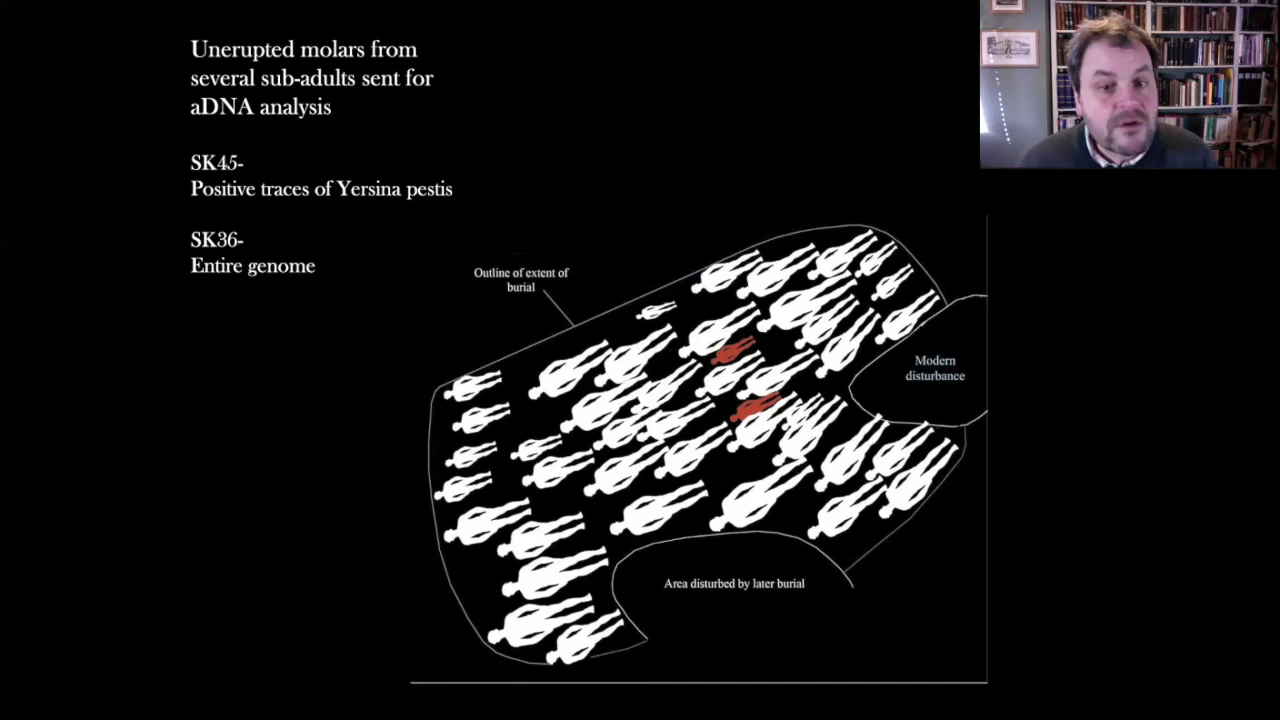 Unerupted molars from
several sub-adults sent for
aDNA analysis
SK45-
Positive traces of Yersina pestis
SK36-
Entire genome
Outline of extent of
burial
Modern
disturbance
Area disturbed by later burial